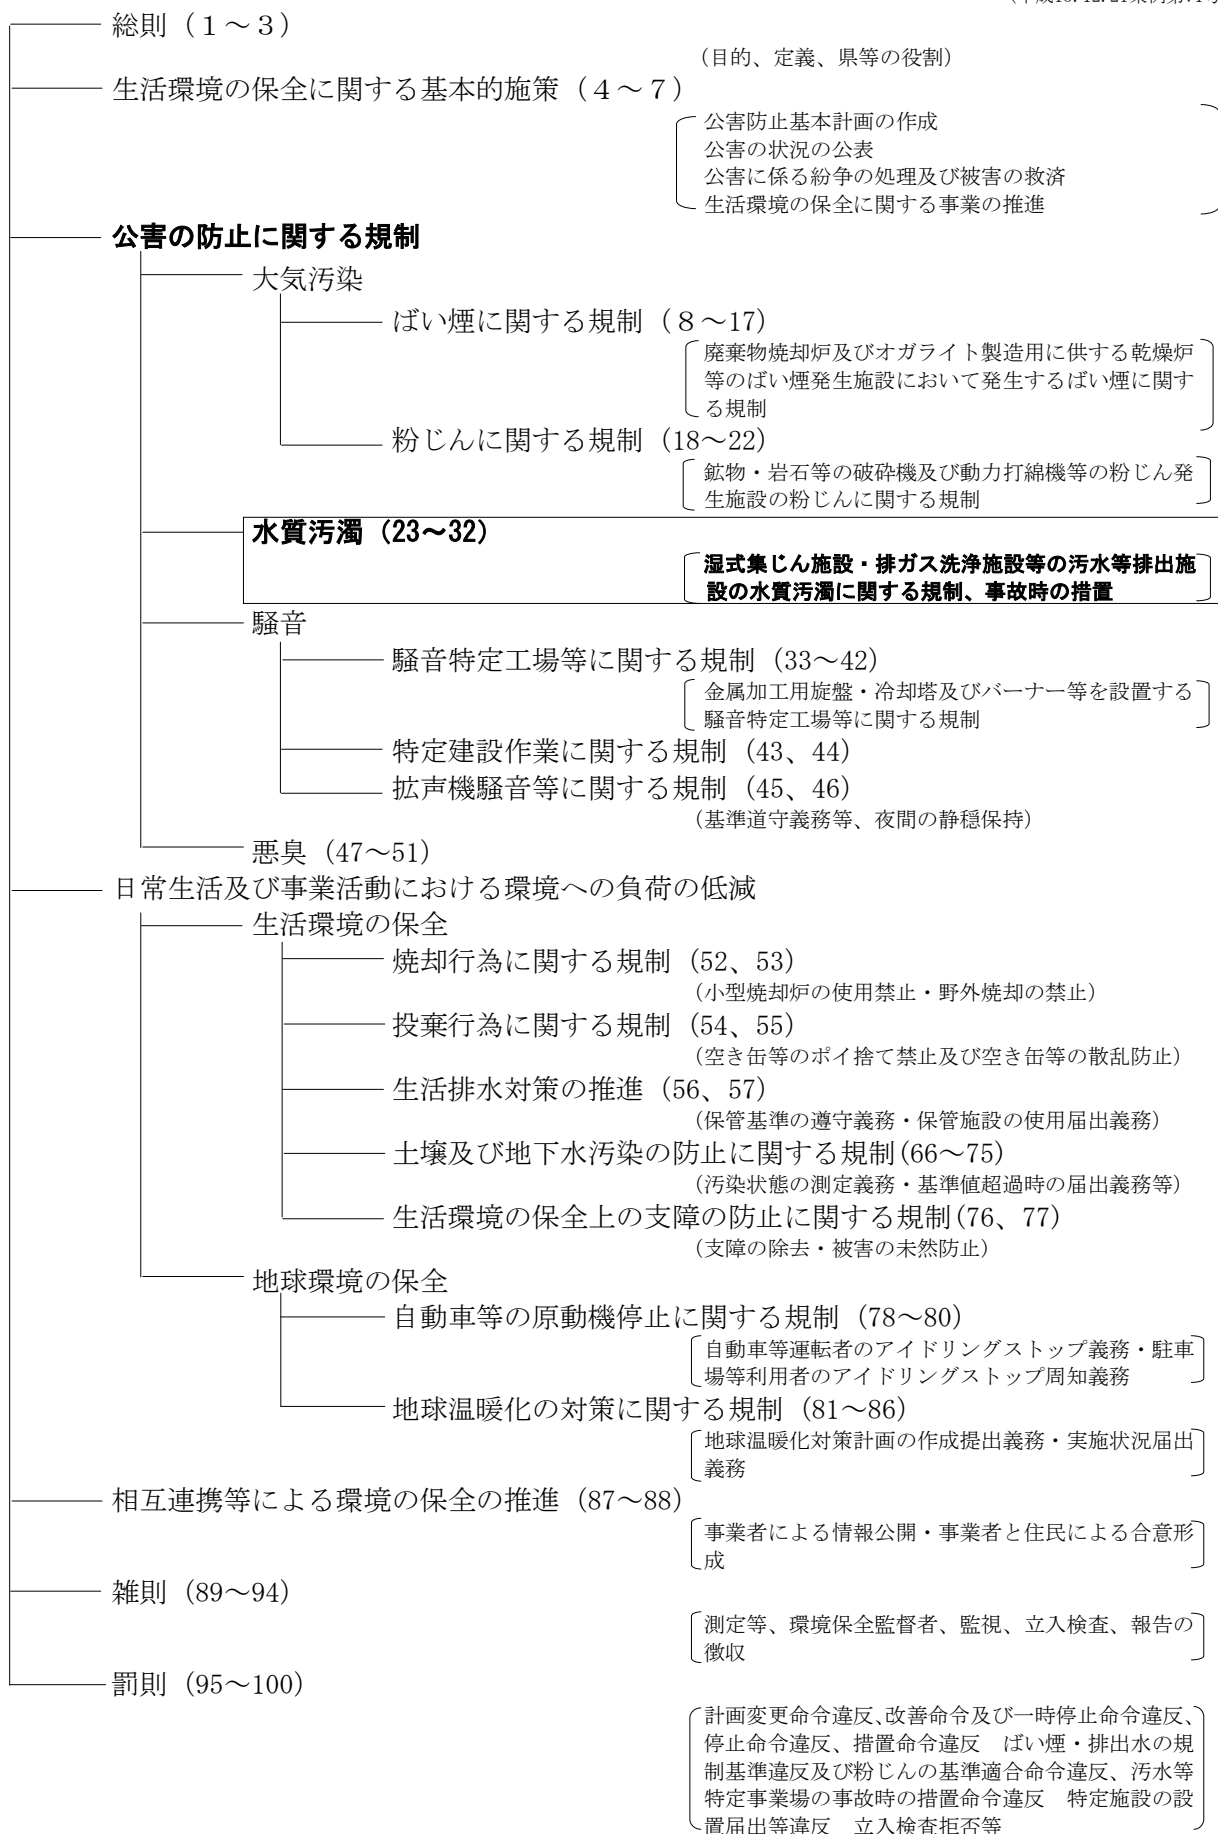 総則（１～３）
（目的、定義、県等の役割）
生活環境の保全に関する基本的施策（４～７）
公害防止基本計画の作成
公害の状況の公表
公害に係る紛争の処理及び被害の救済
生活環境の保全に関する事業の推進
公害の防止に関する規制
大気汚染
ばい煙に関する規制（８～17）
廃棄物焼却炉及びオガライト製造用に供する乾燥炉
等のばい煙発生施設において発生するばい煙に関す
る規制
粉じんに関する規制（18～22）
鉱物・岩石等の破砕機及び動力打綿機等の粉じん発
生施設の粉じんに関する規制
水質汚濁（23～32）
湿式集じん施設・排ガス洗浄施設等の汚水等排出施
設の水質汚濁に関する規制、事故時の措置
騒音
騒音特定工場等に関する規制（33～42）
金属加工用旋盤・冷却塔及びバーナー等を設置する
騒音特定工場等に関する規制
特定建設作業に関する規制（43、44）
拡声機騒音等に関する規制（45、46）
（基準道守義務等、夜間の静穏保持）
悪臭（47～51）
日常生活及び事業活動における環境への負荷の低減
生活環境の保全
焼却行為に関する規制（52、53）
（小型焼却炉の使用禁止・野外焼却の禁止）
投棄行為に関する規制（54、55）
（空き缶等のポイ捨て禁止及び空き缶等の散乱防止）
生活排水対策の推進（56、57）
（保管基準の遵守義務・保管施設の使用届出義務）
土壌及び地下水汚染の防止に関する規制(66～75)
（汚染状態の測定義務・基準値超過時の届出義務等）
生活環境の保全上の支障の防止に関する規制(76、77)
（支障の除去・被害の未然防止）
地球環境の保全
自動車等の原動機停止に関する規制（78～80）
自動車等運転者のアイドリングストップ義務・駐車
場等利用者のアイドリングストップ周知義務
地球温暖化の対策に関する規制（81～86）
地球温暖化対策計画の作成提出義務・実施状況届出
義務
相互連携等による環境の保全の推進（87～88）
事業者による情報公開・事業者と住民による合意形
成
雑則（89～94）
測定等、環境保全監督者、監視、立入検査、報告の
徴収
罰則（95～100）
計画変更命令違反、改善命令及び一時停止命令違反、
停止命令違反、措置命令違反　ばい煙・排出水の規
制基準違反及び粉じんの基準適合命令違反、汚水等
特定事業場の事故時の措置命令違反　特定施設の設
置届出等違反　立入検査拒否等